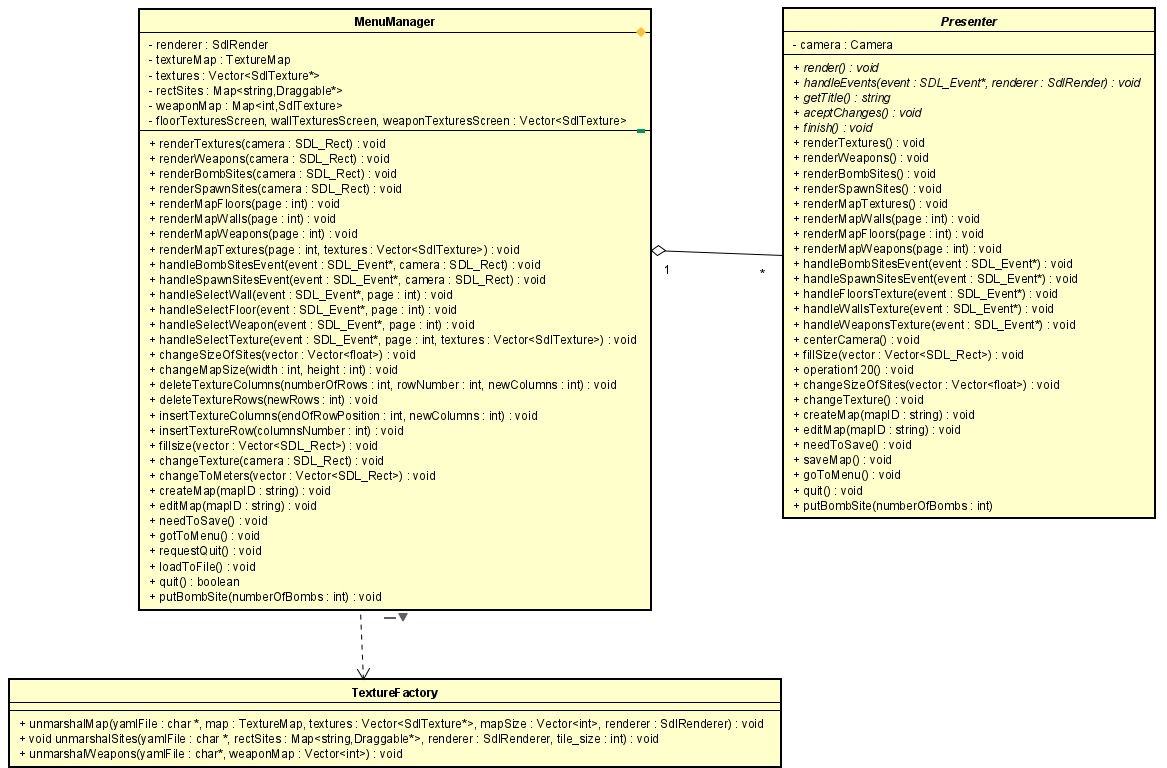 MenuManager
- renderer : SdlRender
- textureMap : TextureMap
- textures : Vector<SdlTexture*>
- rectSites : Map<string,Draggable*>
- weaponMap : Map<int,SdlTexture>
- floorTexturesScreen, wallTexturesScreen, weaponTexturesScreen : Vector<SdlTexture>
+ renderTextures(camera : SDL_Rect) : void
+ renderWeapons(camera : SDL_Rect) : void
+ renderBombSites(camera : SDL_Rect) : void
+ renderSpawnSites(camera : SDL_Rect) : void
+ renderMapFloors(page : int) : void
+ renderMapWalls(page : int) : void
+ renderMapWeapons(page : int) : void
+ renderMapTextures(page : int, textures : Vector<SdlTexture>) : void
+ handleBombSitesEvent(event : SDL_Event*, camera : SDL_Rect) : void
+ handleSpawnSitesEvent(event : SDL_Event*, camera : SDL_Rect) : void
+ handleSelectWall(event : SDL_Event*, page : int) : void
+ handleSelectFloor(event : SDL_Event*, page : int) : void
+ handleSelectWeapon(event : SDL_Event*, page : int) : void
+ handleSelectTexture(event : SDL_Event*, page : int, textures : Vector<SdlTexture>) : void
+ changeSizeOfSites(vector : Vector<float>) : void
+ changeMapSize(width : int, height : int) : void
+ deleteTextureColumns(numberOfRows : int, rowNumber : int, newColumns : int) : void
+ deleteTextureRows(newRows : int) : void
+ insertTextureColumns(endOfRowPosition : int, newColumns : int) : void
+ insertTextureRow(columnsNumber : int) : void
+ fillsize(vector : Vector<SDL_Rect>) : void
+ changeTexture(camera : SDL_Rect) : void
+ changeToMeters(vector : Vector<SDL_Rect>) : void
+ createMap(mapID : string) : void
+ editMap(mapID : string) : void
+ needToSave() : void
+ gotToMenu() : void
+ requestQuit() : void
+ loadToFile() : void
+ quit() : boolean
+ putBombSite(numberOfBombs : int) : void
1
*
Presenter
- camera : Camera
+ render() : void
+ handleEvents(event : SDL_Event*, renderer : SdlRender) : void
+ getTitle() : string
+ aceptChanges() : void
+ finish() : void
+ renderTextures() : void
+ renderWeapons() : void
+ renderBombSites() : void
+ renderSpawnSites() : void
+ renderMapTextures() : void
+ renderMapWalls(page : int) : void
+ renderMapFloors(page : int) : void
+ renderMapWeapons(page : int) : void
+ handleBombSitesEvent(event : SDL_Event*) : void
+ handleSpawnSitesEvent(event : SDL_Event*) : void
+ handleFloorsTexture(event : SDL_Event*) : void
+ handleWallsTexture(event : SDL_Event*) : void
+ handleWeaponsTexture(event : SDL_Event*) : void
+ centerCamera() : void
+ fillSize(vector : Vector<SDL_Rect>) : void
+ operation120() : void
+ changeSizeOfSites(vector : Vector<float>) : void
+ changeTexture() : void
+ createMap(mapID : string) : void
+ editMap(mapID : string) : void
+ needToSave() : void
+ saveMap() : void
+ goToMenu() : void
+ quit() : void
+ putBombSite(numberOfBombs : int)
TextureFactory
+ unmarshalMap(yamlFile : char *, map : TextureMap, textures : Vector<SdlTexture*>, mapSize : Vector<int>, renderer : SdlRenderer) : void
+ void unmarshalSites(yamlFile : char *, rectSites : Map<string,Draggable*>, renderer : SdlRenderer, tile_size : int) : void
+ unmarshalWeapons(yamlFile : char*, weaponMap : Vector<int>) : void